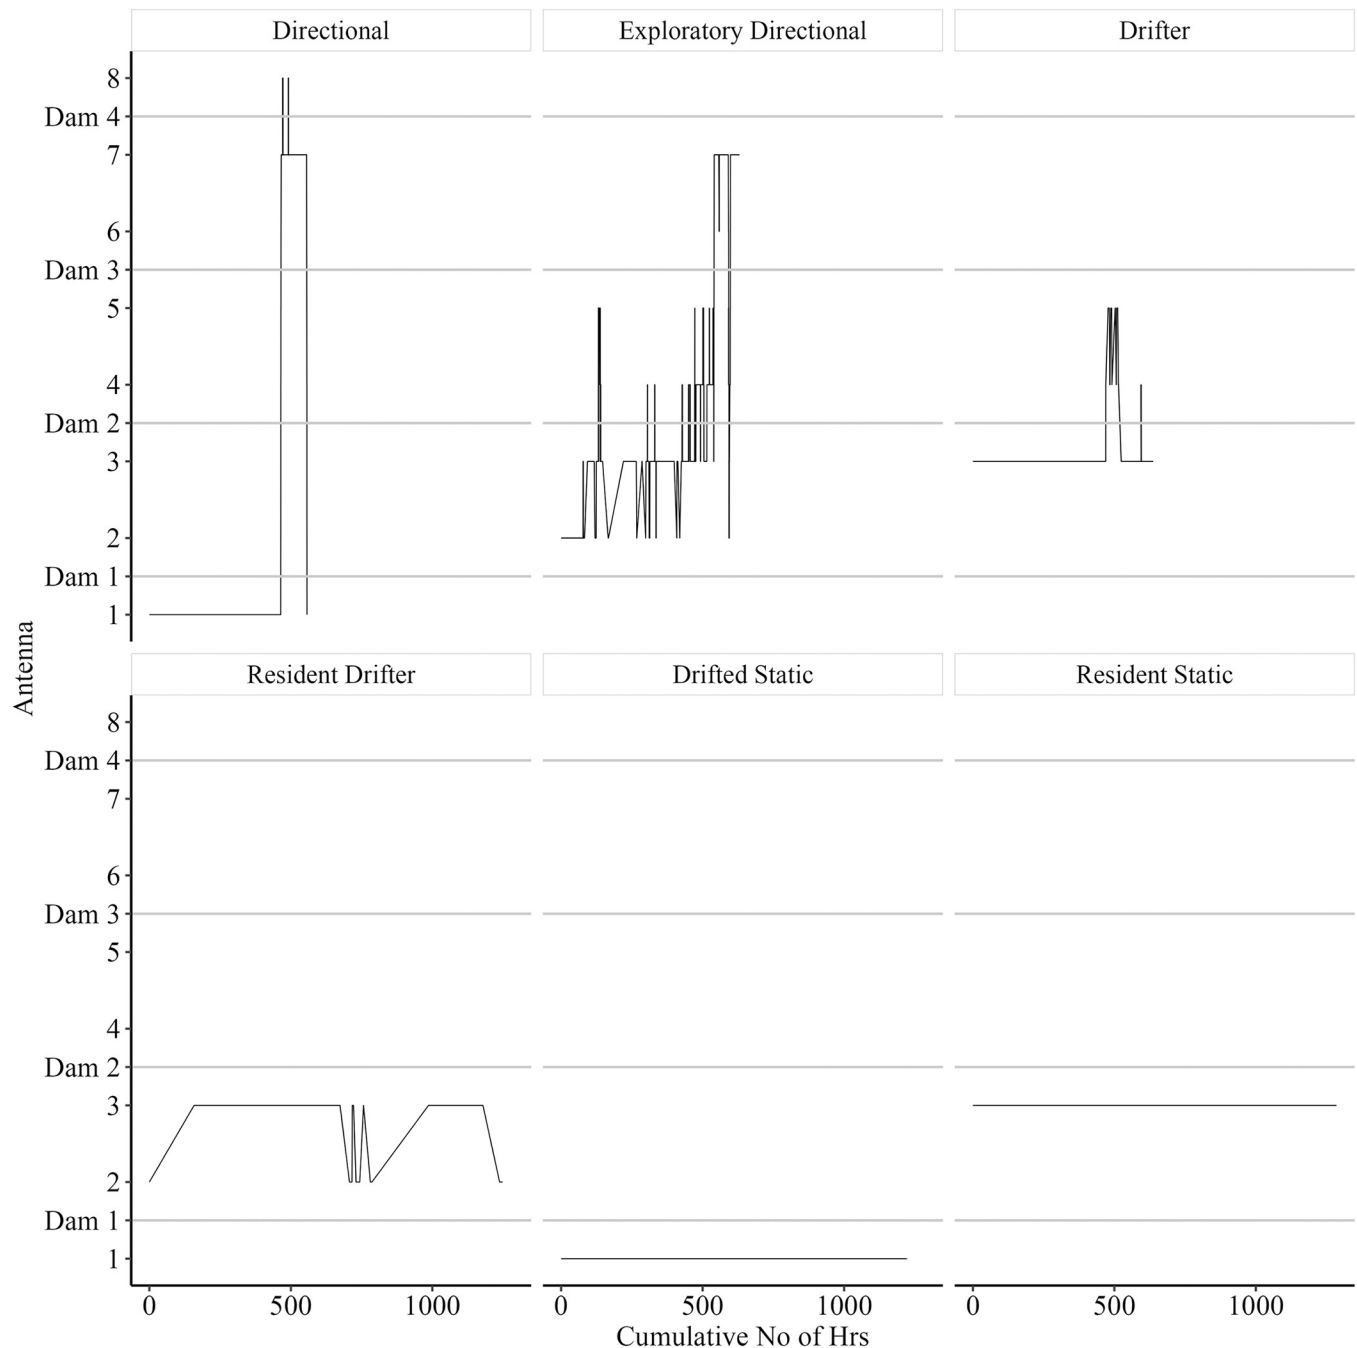 Directional
Exploratory Directional
Drifter
8
Dam 4
7
6
Dam 3
5
4
Dam 2
3
2
Dam 1
1
Antenna
Resident Drifter
Drifted Static
Resident Static
8
Dam 4
7
6
Dam 3
5
4
Dam 2
3
2
Dam 1
1
0 500 1000
0 500 1000
0 500 1000
Cumulative No of Hrs